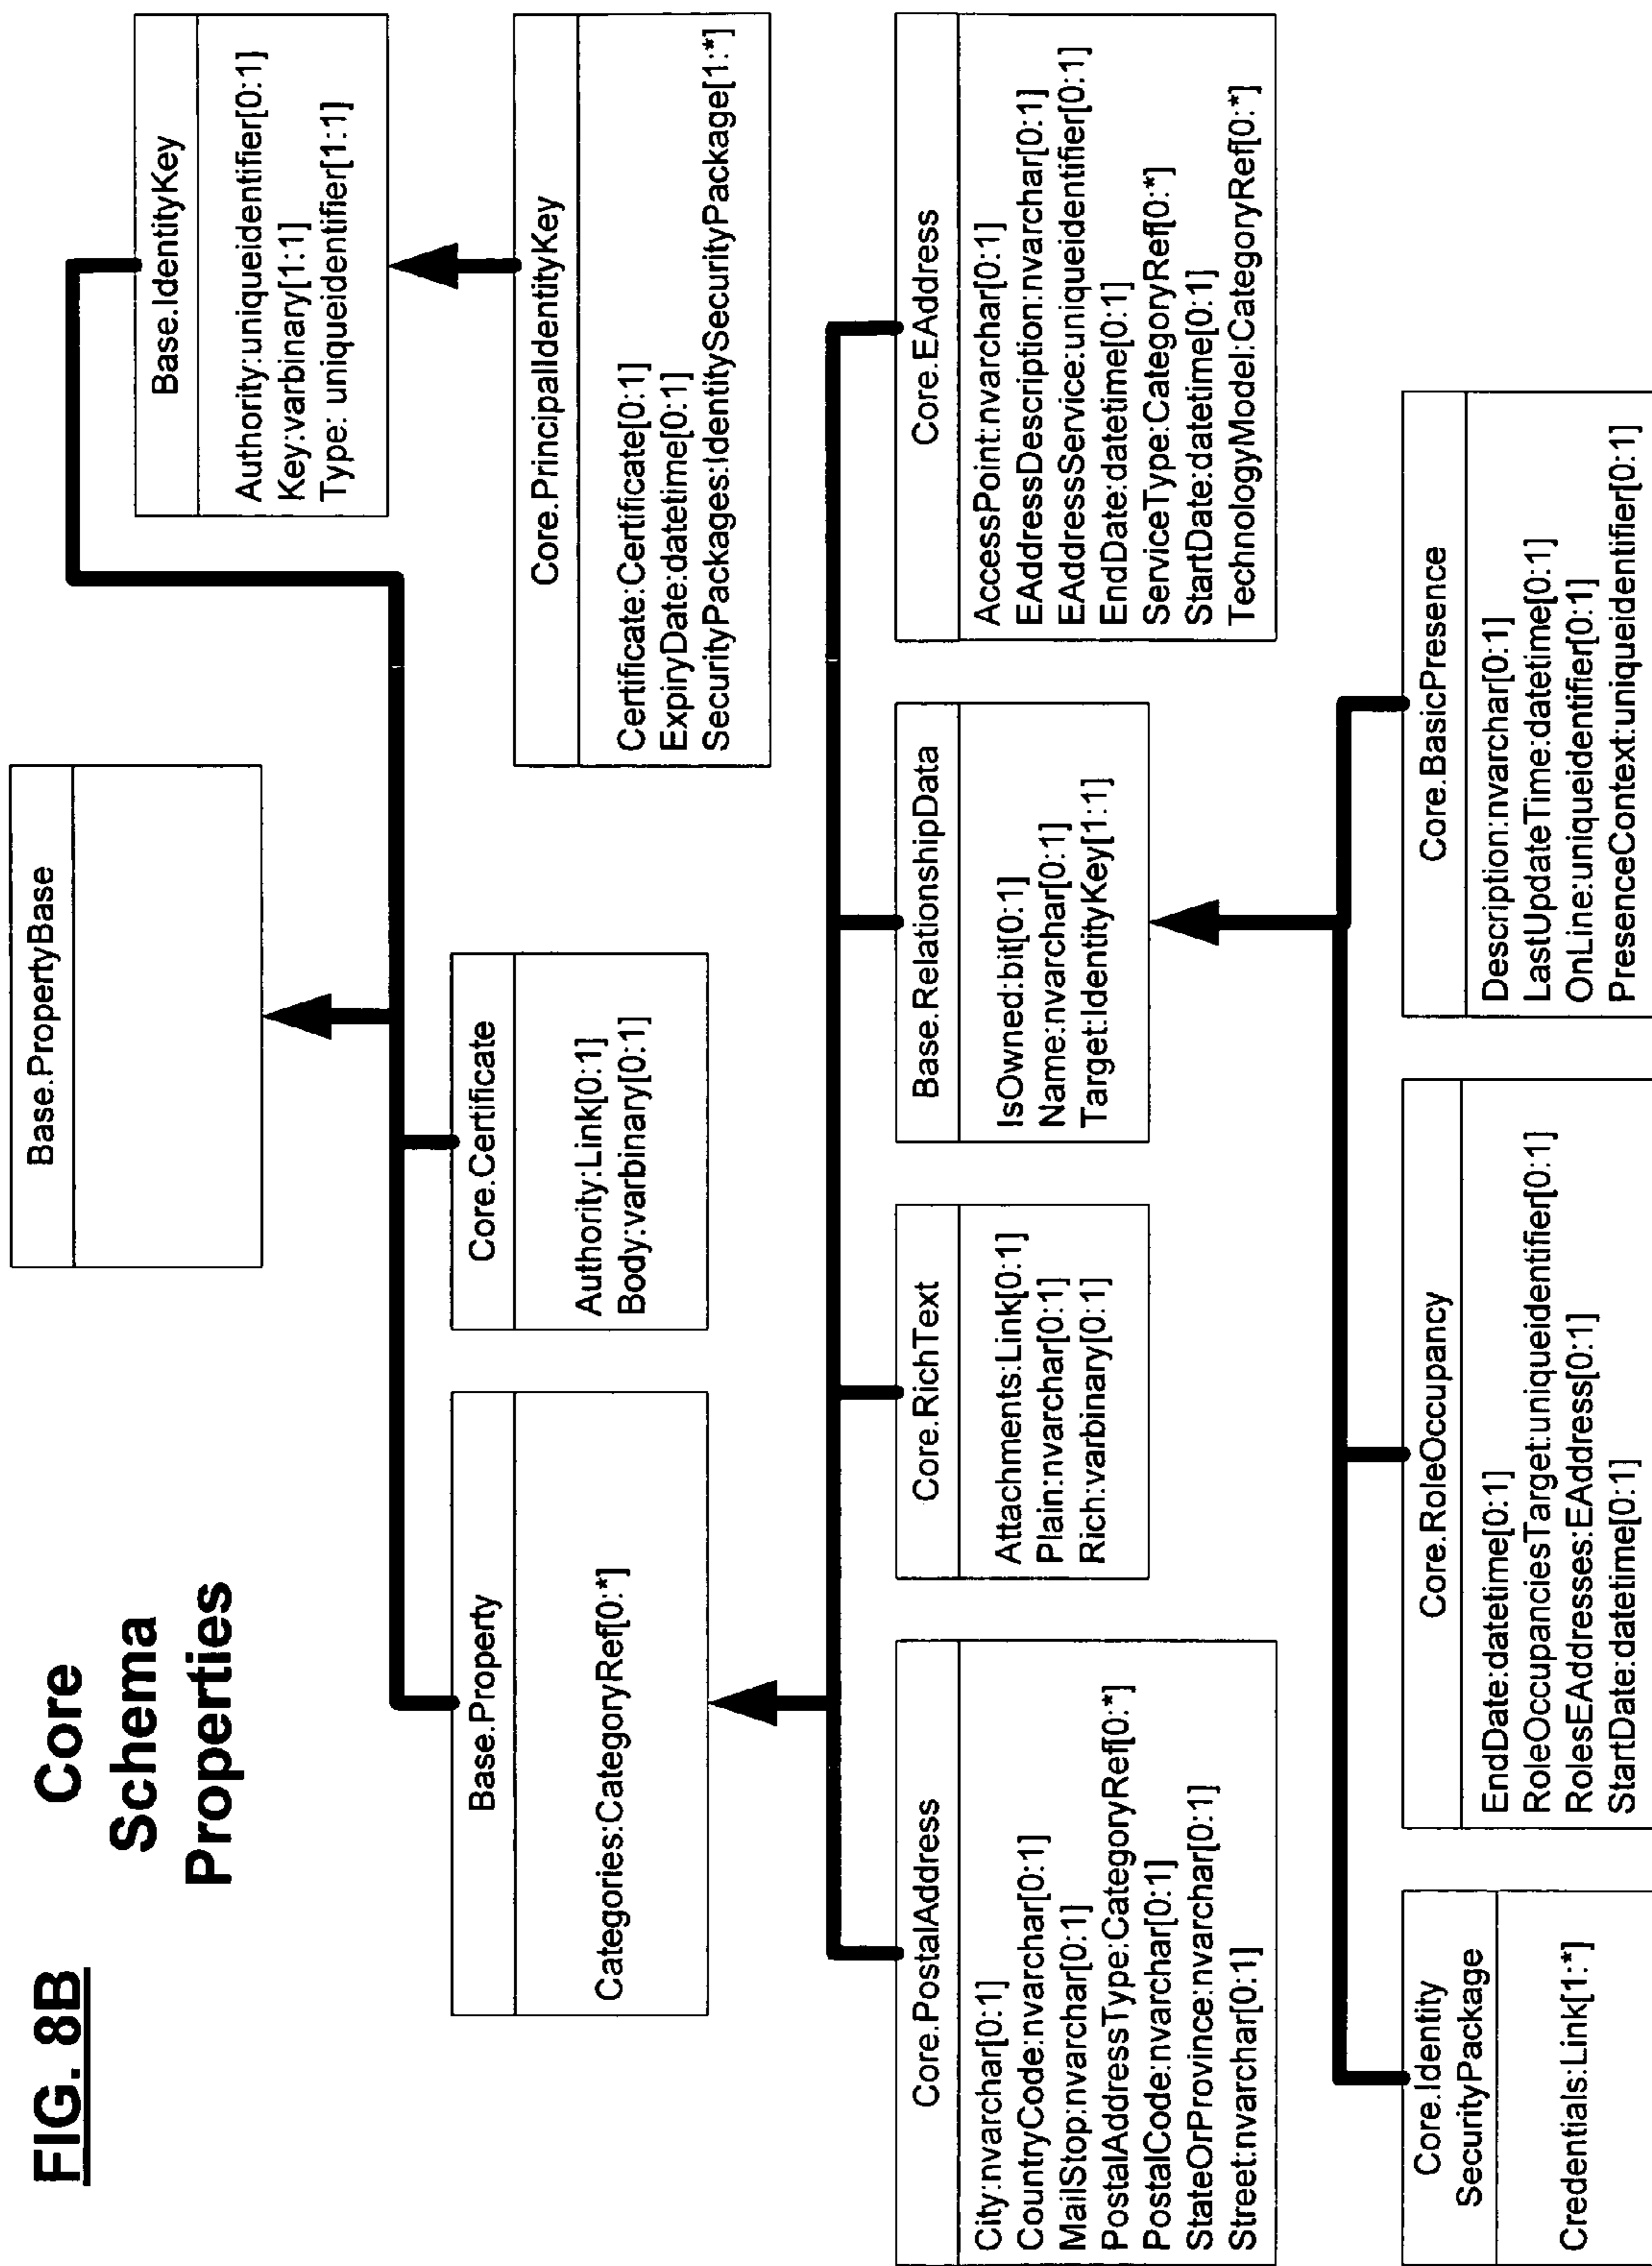 FIG. 8B
Core
Schema
Properties
Base.PropertyBase
Base.Property
Categories:CategoryRef[0:*]
Core.Certificate
Authority:Link[0:1]
Body:varbinary[0:1]
Base.IdentityKey
Authority:uniqueidentifier[0:1]
Key:varbinary[1:1]
Type: uniqueidentifier[1:1]
Core.PrincipalIdentityKey
Certificate:Certificate[0:1]
ExpiryDate:datetime[0:1]
SecurityPackages:IdentitySecurityPackage[1:*]
Core.PostalAddress
City:nvarchar[0:1]
CountryCode:nvarchar[0:1]
MailStop:nvarchar[0:1]
PostalAddressType:CategoryRef[0:*]
PostalCode:nvarchar[0:1]
StateOrProvince:nvarchar[0:1]
Street:nvarchar[0:1]
Core.RichText
Attachments:Link[0:1]
Plain:nvarchar[0:1]
Rich:varbinary[0:1]
Base.RelationshipData
IsOwned:bit[0:1]
Name:nvarchar[0:1]
Target:IdentityKey[1:1]
Core.EAddress
AccessPoint:nvarchar[0:1]
EAddressDescription:nvarchar[0:1]
EAddressService:uniqueidentifier[0:1]
EndDate:datetime[0:1]
ServiceType:CategoryRef[0:*]
StartDate:datetime[0:1]
TechnologyModel:CategoryRef[0:*]
Core.Identity
SecurityPackage
Credentials:Link[1:*]
Core.RoleOccupancy
EndDate:datetime[0:1]
RoleOccupanciesTarget:uniqueidentifier[0:1]
RolesEAddresses:EAddress[0:1]
StartDate:datetime[0:1]
Core.BasicPresence
Description:nvarchar[0:1]
LastUpdateTime:datetime[0:1]
OnLine:uniqueidentifier[0:1]
PresenceContext:uniqueidentifier[0:1]